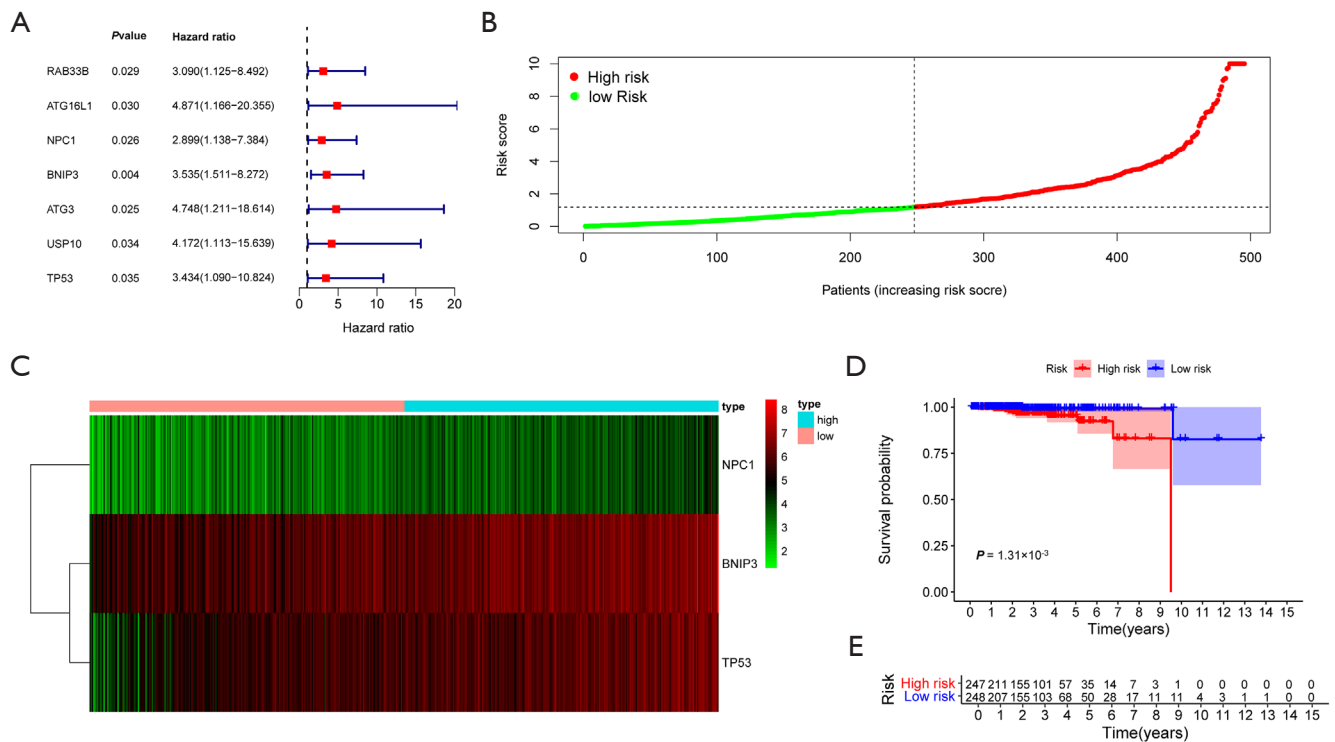 A
Pvalue Hazard ratio
RAB33B 0.029 3.090(1.125−8.492)
ATG16L1 0.030 4.871(1.166−20.355)
NPC1 0.026 2.899(1.138−7.384)
BNIP3 0.004 3.535(1.511−8.272)
ATG3 0.025 4.748(1.211−18.614)
USP10 0.034 4.172(1.113−15.639)
TP53 0.035 3.434(1.090−10.824)
0 5 10 15 20
Hazard ratio
B
High risk
low Risk
Risk score
10
8
6
4
2
0
0 100 200 300 400 500
Patients (increasing risk socre)
C
type
NPC1
BNIP3
TP53
8
7
6
5
4
3
2
type
high
low
D
Risk High risk Low risk
Survival probability
1.00
0.75
0.50
0.25
0.00
P = 1.31×10-3
0 1 2 3 4 5 6 7 8 9 10 11 12 13 14 15
Time(years)
E
Risk
High risk 247 211 155 101 57 35 14 7 3 1 0 0 0 0 0 0
Low risk 248 207 155 103 68 50 28 17 11 11 4 3 1 1 0 0
0 1 2 3 4 5 6 7 8 9 10 11 12 13 14 15
Time(years)